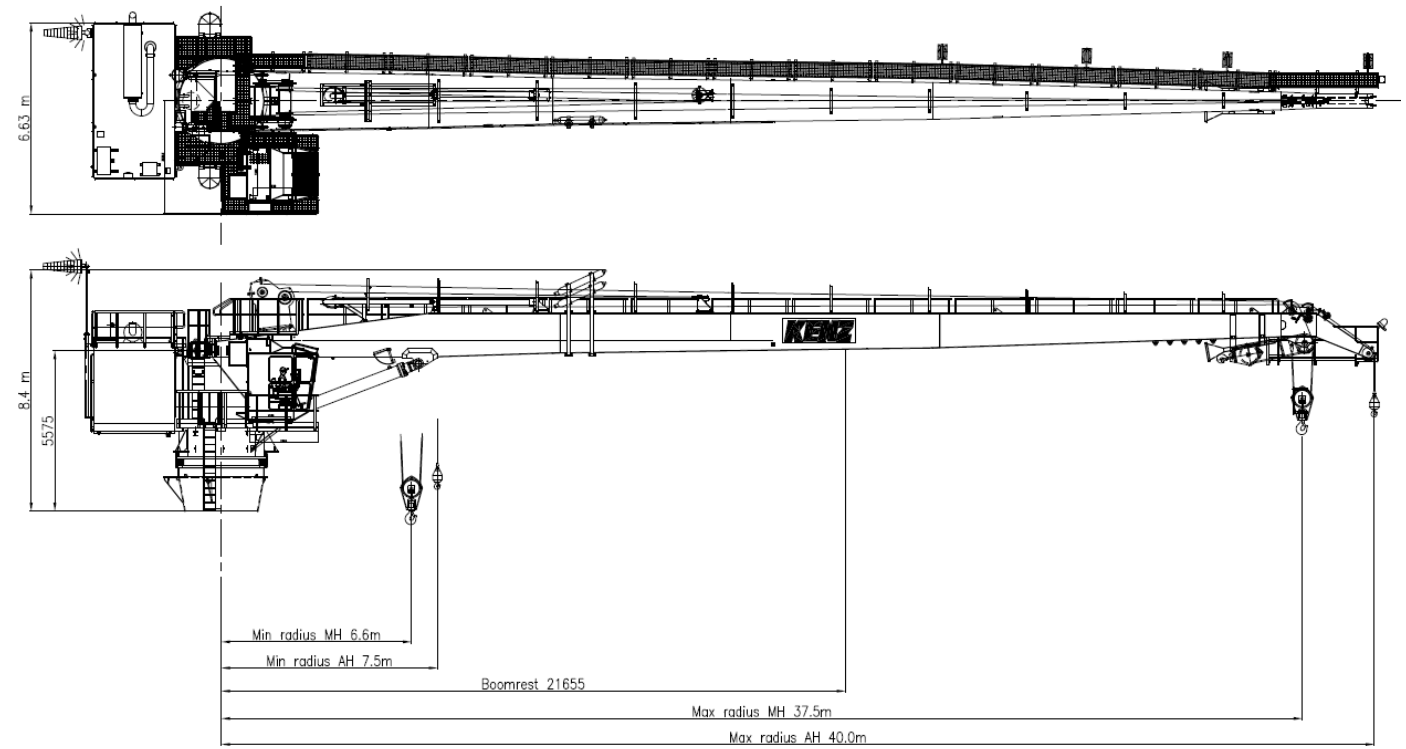 6.63 m
8.4 m
5575
KENZ
Min radius MH 6.6m
Min radius AH 7.5m
Boomrest 21655
Max radius MH 37.5m
Max radius AH 40.0m